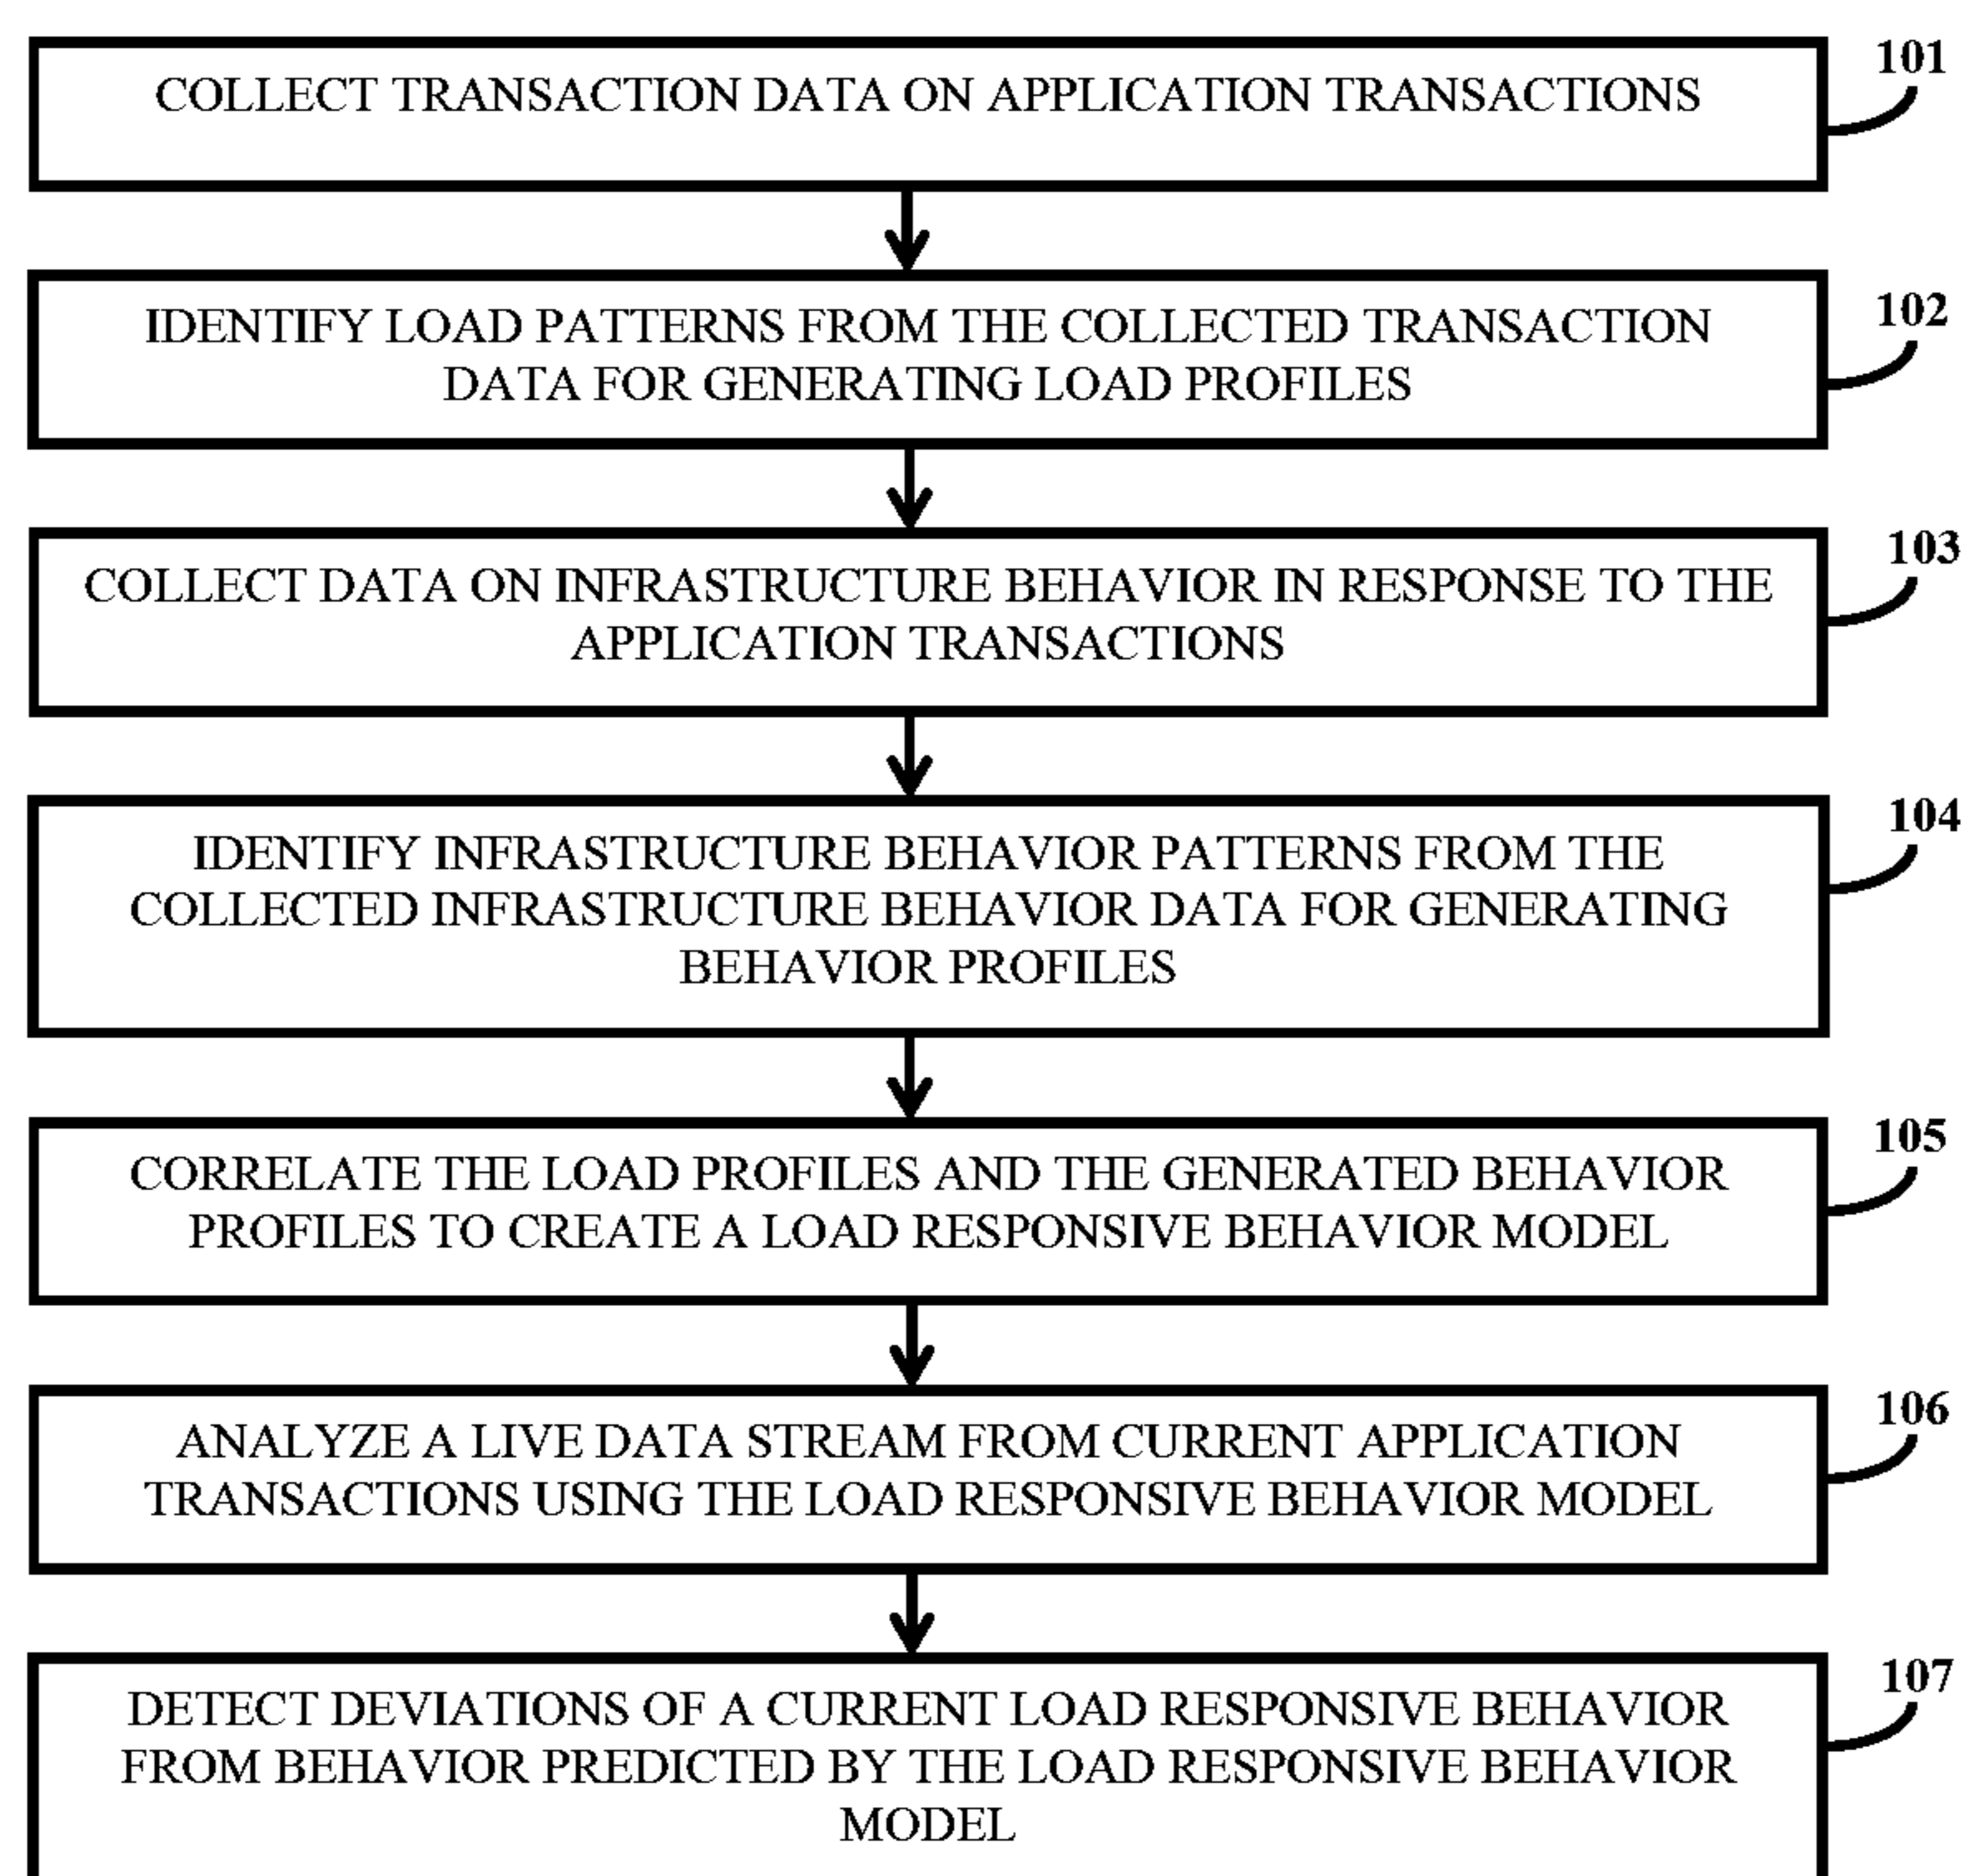 COLLECT TRANSACTION DATA ON APPLICATION TRANSACTIONS
101
IDENTIFY LOAD PATTERNS FROM THE COLLECTED TRANSACTION
DATA FOR GENERATING LOAD PROFILES
102
COLLECT DATA ON INFRASTRUCTURE BEHAVIOR IN RESPONSE TO THE
APPLICATION TRANSACTIONS
103
IDENTIFY INFRASTRUCTURE BEHAVIOR PATTERNS FROM THE
COLLECTED INFRASTRUCTURE BEHAVIOR DATA FOR GENERATING
BEHAVIOR PROFILES
104
CORRELATE THE LOAD PROFILES AND THE GENERATED BEHAVIOR
PROFILES TO CREATE A LOAD RESPONSIVE BEHAVIOR MODEL
105
ANALYZE A LIVE DATA STREAM FROM CURRENT APPLICATION
TRANSACTIONS USING THE LOAD RESPONSIVE BEHAVIOR MODEL
106
DETECT DEVIATIONS OF A CURRENT LOAD RESPONSIVE BEHAVIOR
FROM BEHAVIOR PREDICTED BY THE LOAD RESPONSIVE BEHAVIOR
MODEL
107